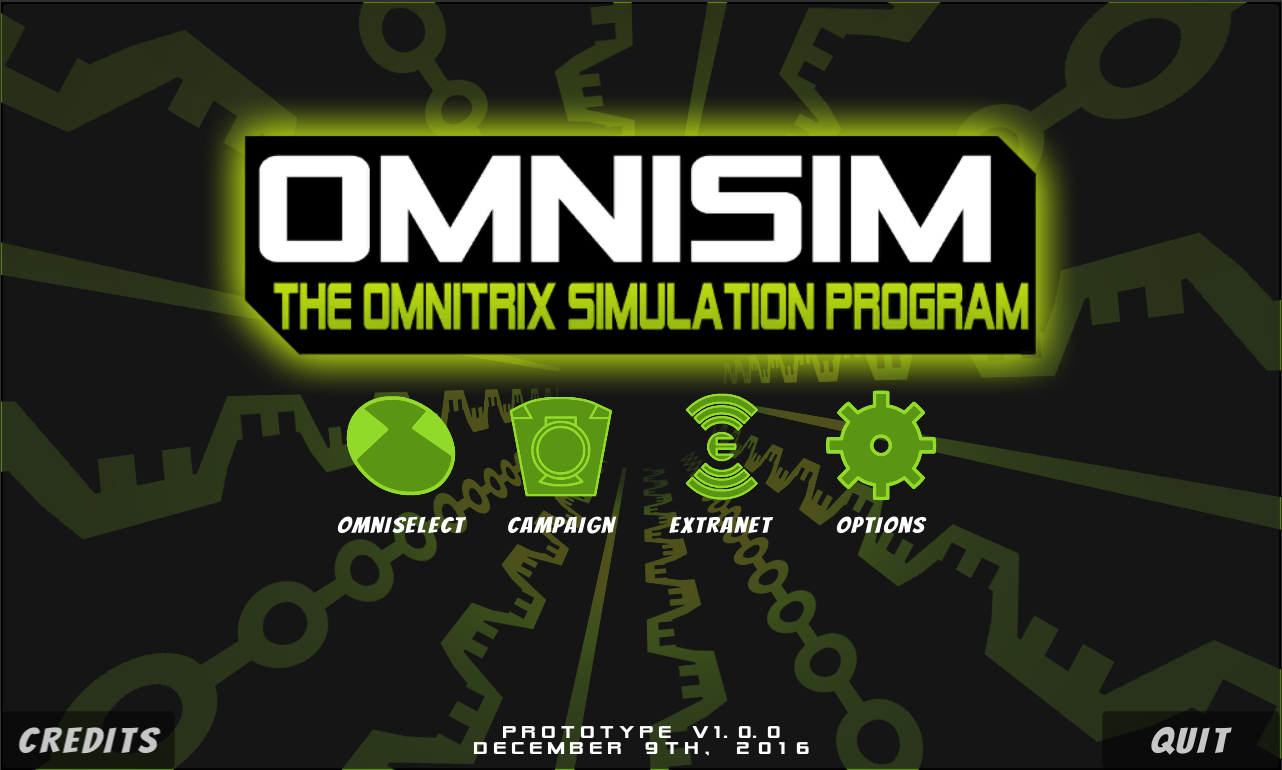 OMNISIM
THE OMNITRIX SIMULATION PROGRAM
OMNISELECT
CAMPAIGN
EXTRANET
OPTIONS
CREDITS
PROTOTYPE V1.0.0
DECEMBER 9TH, 2016
QUIT